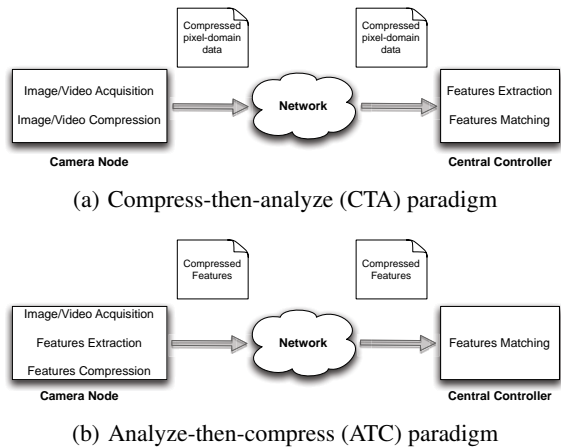 Compressed
pixel-domain
data
Compressed
pixel-domain
data
Image/Video Acquisition
Image/Video Compression
Network
Features Extraction
Features Matching
Camera Node
Central Controller
(a) Compress-then-analyze (CTA) paradigm
Compressed
Features
Compressed
Features
Image/Video Acquisition
Features Extraction
Features Compression
Network
Features Matching
Camera Node
Central Controller
(b) Analyze-then-compress (ATC) paradigm